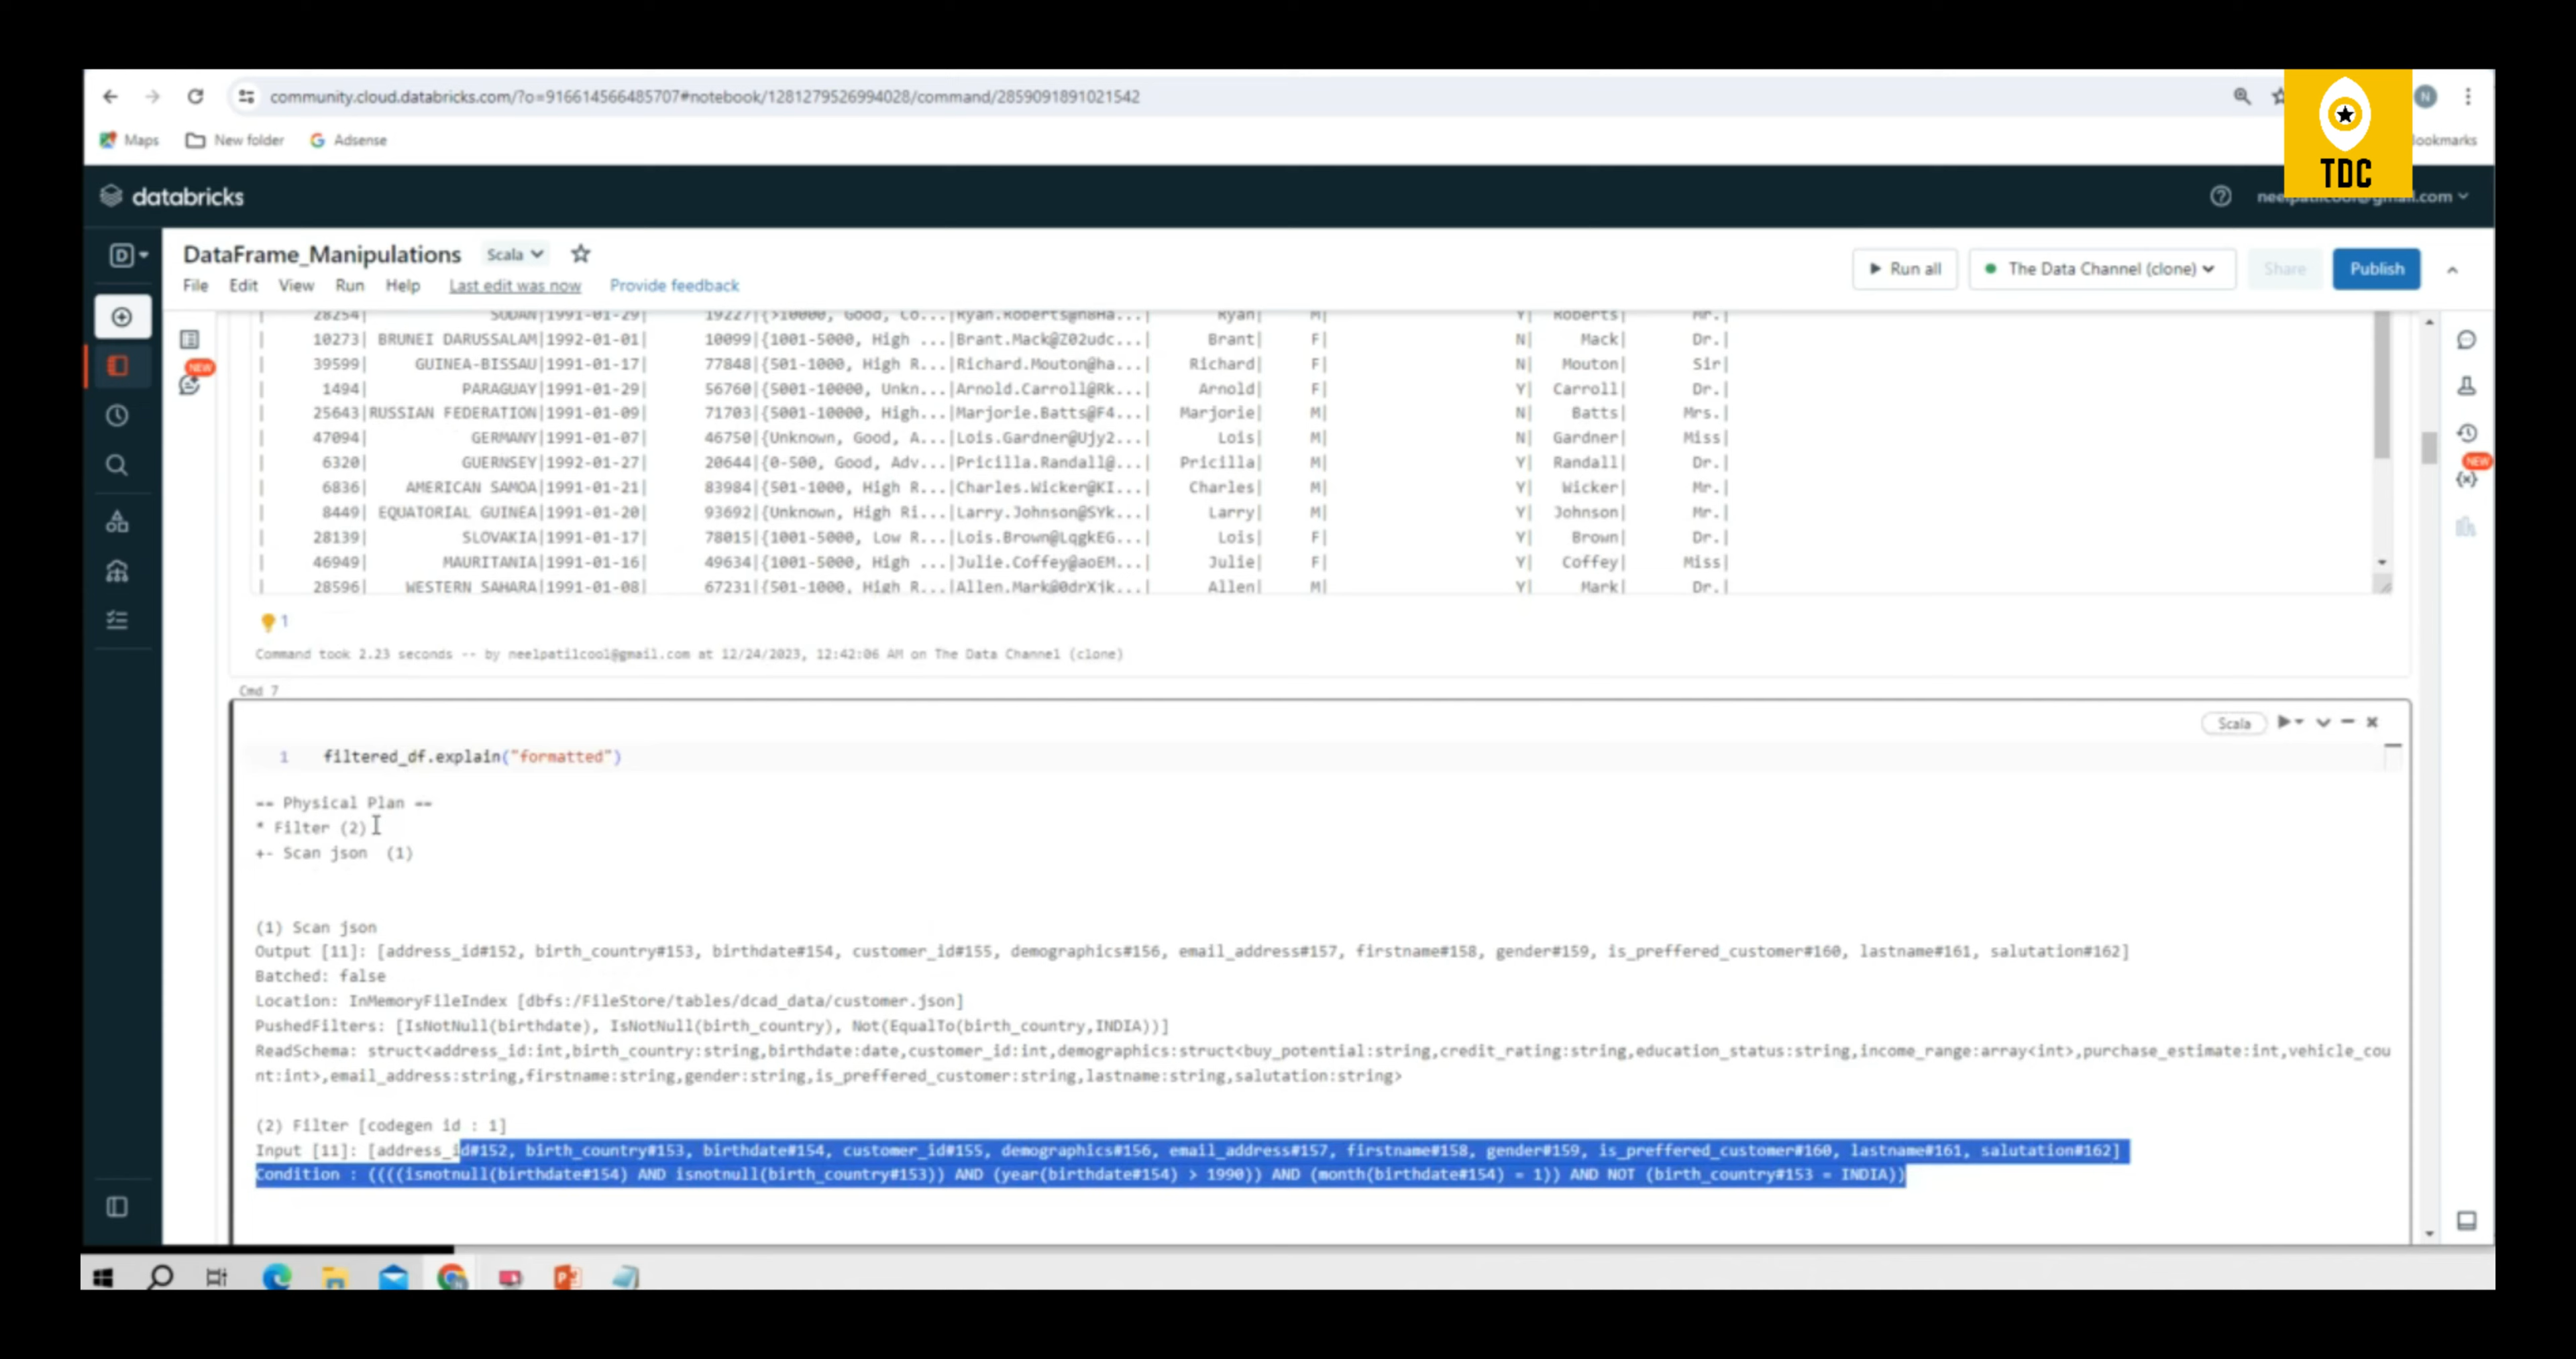 community.cloud.databricks.com/?o=916614566485707#notebook/1281279526994028/command/2859091891021542
Maps New folder Adsense
TDC
databricks
DataFrame_Manipulations Scala
File Edit View Run Help Last edit was now Provide feedback
Run all The Data Channel (clone) Share Publish
| 28254| SUDAN|1991-01-29| 19227|{>10000, Good, Co...|Ryan.Roberts@n8Ha...| Ryan| M| Y| Roberts| Mr.|
| 10273| BRUNEI DARUSSALAM|1992-01-01| 10099|{1001-5000, High ...|Brant.Mack@Z02udc...| Brant| F| N| Mack| Dr.|
| 39599| GUINEA-BISSAU|1991-01-17| 77848|{501-1000, High R...|Richard.Mouton@ha...| Richard| F| N| Mouton| Sir|
| 1494| PARAGUAY|1991-01-29| 56760|{5001-10000, Unkn...|Arnold.Carroll@Rk...| Arnold| F| Y| Carroll| Dr.|
| 25643|RUSSIAN FEDERATION|1991-01-09| 71703|{5001-10000, High...|Marjorie.Batts@F4...| Marjorie| M| N| Batts| Mrs.|
| 47094| GERMANY|1991-01-07| 46750|{Unknown, Good, A...|Lois.Gardner@Ujy2...| Lois| M| N| Gardner| Miss|
| 6320| GUERNSEY|1992-01-27| 20644|{0-500, Good, Adv...|Pricilla.Randall@...| Pricilla| M| Y| Randall| Dr.|
| 6836| AMERICAN SAMOA|1991-01-21| 83984|{501-1000, High R...|Charles.Wicker@KI...| Charles| M| Y| Wicker| Mr.|
| 8449| EQUATORIAL GUINEA|1991-01-20| 93692|{Unknown, High Ri...|Larry.Johnson@SYk...| Larry| M| Y| Johnson| Mr.|
| 28139| SLOVAKIA|1991-01-17| 78015|{1001-5000, Low R...|Lois.Brown@LqgkEG...| Lois| F| Y| Brown| Dr.|
| 46949| MAURITANIA|1991-01-16| 49634|{1001-5000, High ...|Julie.Coffey@aoEM...| Julie| F| Y| Coffey| Miss|
| 28596| WESTERN SAHARA|1991-01-08| 67231|{501-1000, High R...|Allen.Mark@0drXjk...| Allen| M| Y| Mark| Dr.|
1
Command took 2.23 seconds -- by neelpatilcool@gmail.com at 12/24/2023, 12:42:06 AM on The Data Channel (clone)
Cmd 7
Scala
1 filtered_df.explain("formatted")
== Physical Plan ==
* Filter (2)
+- Scan json (1)
(1) Scan json
Output [11]: [address_id#152, birth_country#153, birthdate#154, customer_id#155, demographics#156, email_address#157, firstname#158, gender#159, is_preffered_customer#160, lastname#161, salutation#162]
Batched: false
Location: InMemoryFileIndex [dbfs:/FileStore/tables/dcad_data/customer.json]
PushedFilters: [IsNotNull(birthdate), IsNotNull(birth_country), Not(EqualTo(birth_country,INDIA))]
ReadSchema: struct<address_id:int,birth_country:string,birthdate:date,customer_id:int,demographics:struct<buy_potential:string,credit_rating:string,education_status:string,income_range:array<int>,purchase_estimate:int,vehicle_cou
nt:int>,email_address:string,firstname:string,gender:string,is_preffered_customer:string,lastname:string,salutation:string>
(2) Filter [codegen id : 1]
Input [11]: [address_id#152, birth_country#153, birthdate#154, customer_id#155, demographics#156, email_address#157, firstname#158, gender#159, is_preffered_customer#160, lastname#161, salutation#162]
Condition : ((((isnotnull(birthdate#154) AND isnotnull(birth_country#153)) AND (year(birthdate#154) > 1990)) AND (month(birthdate#154) = 1)) AND NOT (birth_country#153 = INDIA))